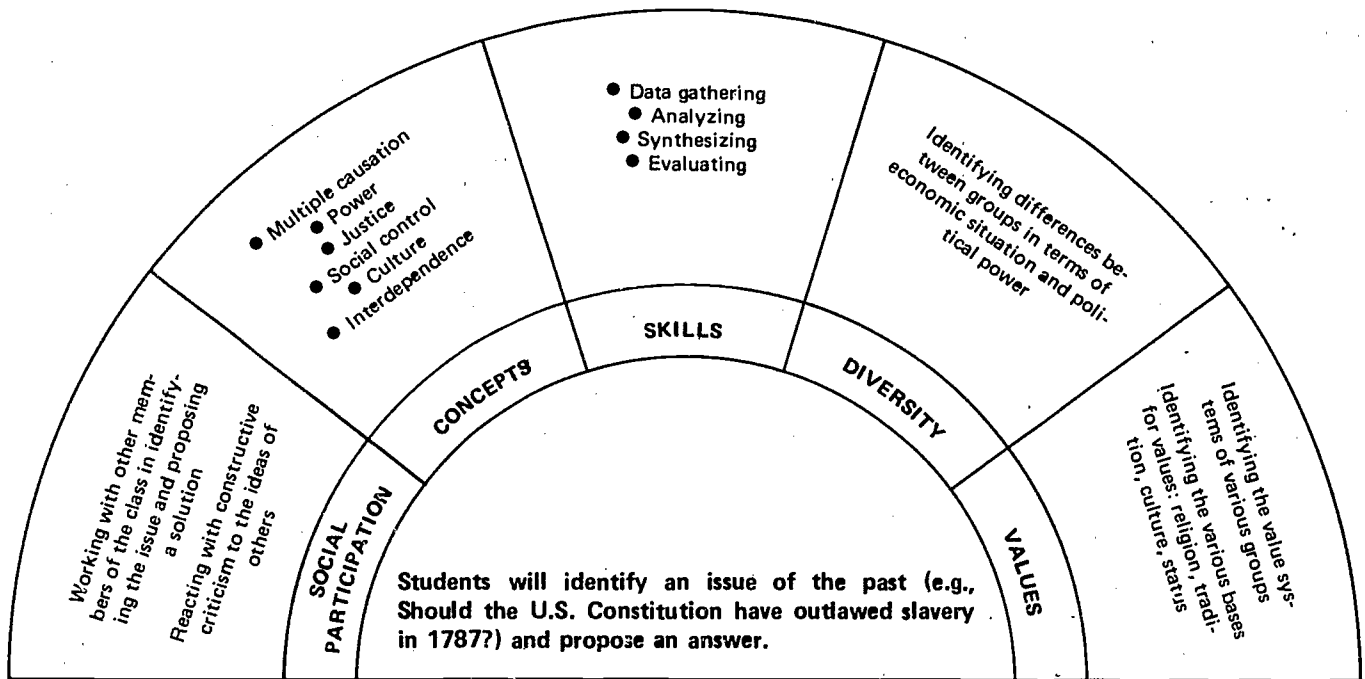 Working with other mem-
bers of the class in identify-
ing the issue and proposing
a solution
Reacting with constructive
criticism to the ideas of
others
SOCIAL
PARTICIPATION
● Multiple causation
● Power
● Justice
● Social control
● Culture
● Interdependence
CONCEPTS
● Data gathering
● Analyzing
● Synthesizing
● Evaluating
SKILLS
Identifying differences be-
tween groups in terms of
economic situation and poli-
tical power
DIVERSITY
Identifying the value sys-
tems of various groups
Identifying the various bases
for values: religion, tradi-
tion, culture, status
VALUES
Students will identify an issue of the past (e.g.,
Should the U.S. Constitution have outlawed slavery
in 1787?) and propose an answer.